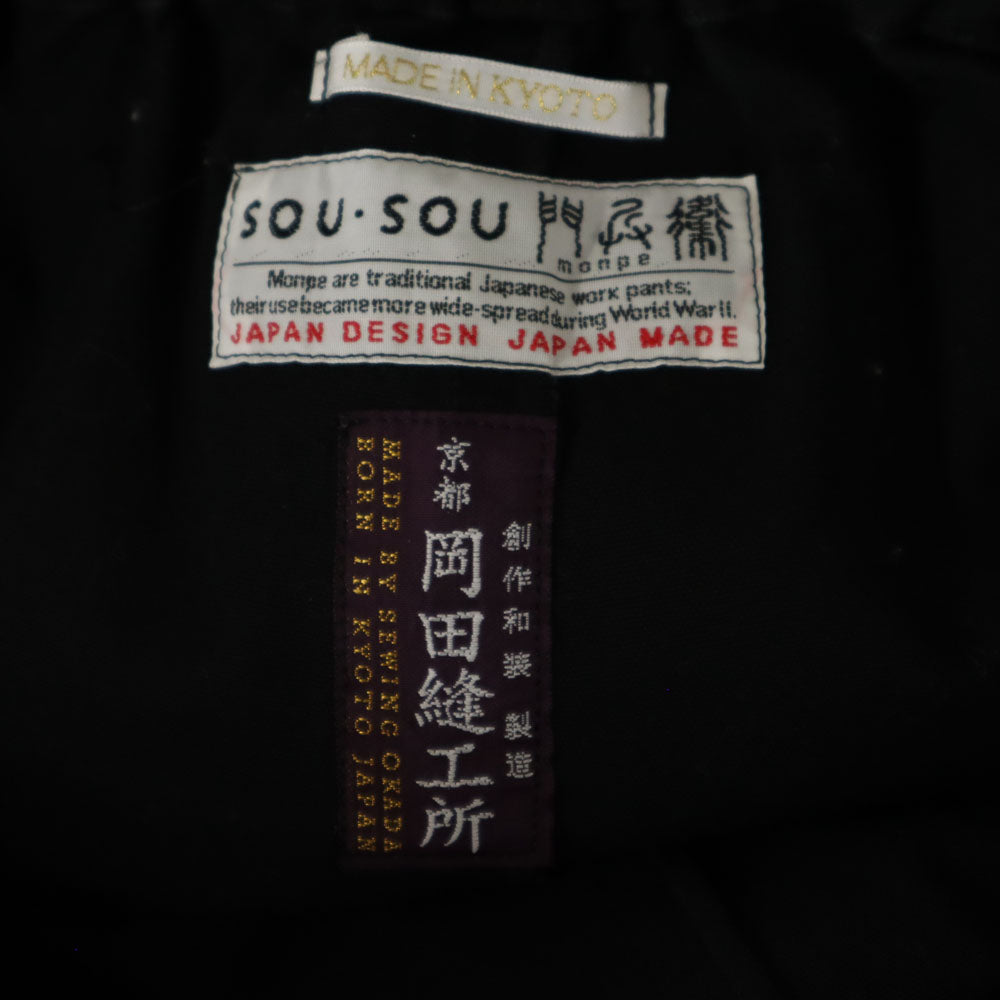 MADE IN KYOTO
SOU・SOU 門兵衛
monpe
Monpe are traditional Japanese work pants;
their use became more wide-spread during World War II.
JAPAN DESIGN JAPAN MADE
創作和装 製造
京都 岡田縫工所
MADE BY SEWING OKADA
BORN IN KYOTO JAPAN